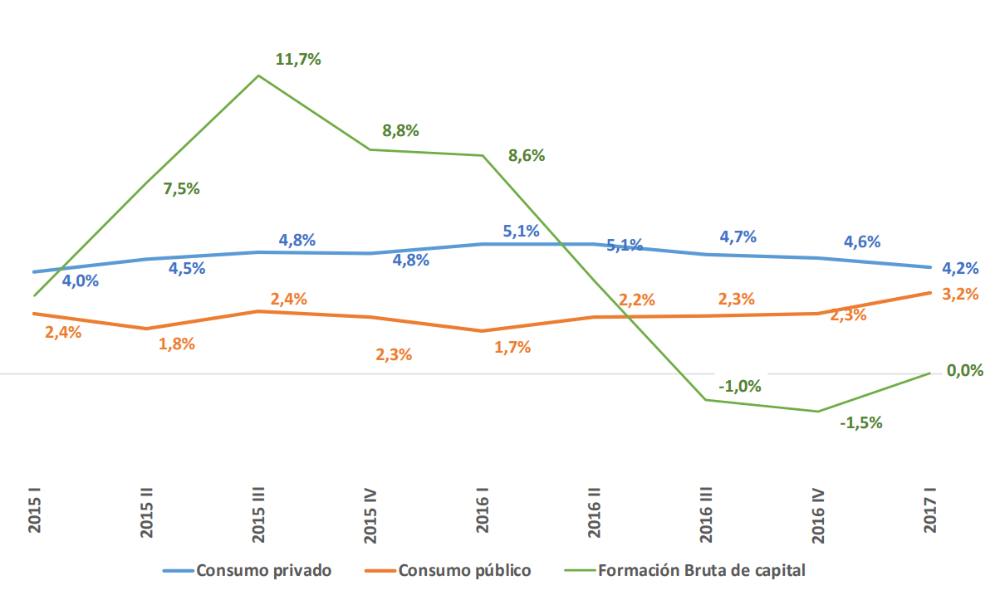 11,7%
8,8%
8,6%
7,5%
5,1%
4,7%
4,8%
5,1%
4,6%
4,8%
4,5%
4,2%
4,0%
3,2%
2,4%
2,2%
2,3%
2,3%
2,4%
1,8%
1,7%
2,3%
0,0%
-1,0%
-1,5%
2015 I
2015 II
2015 III
2015 IV
2016 I
2016 II
2016 III
2016 IV
2017 I
Consumo privado
Consumo público
Formación Bruta de capital